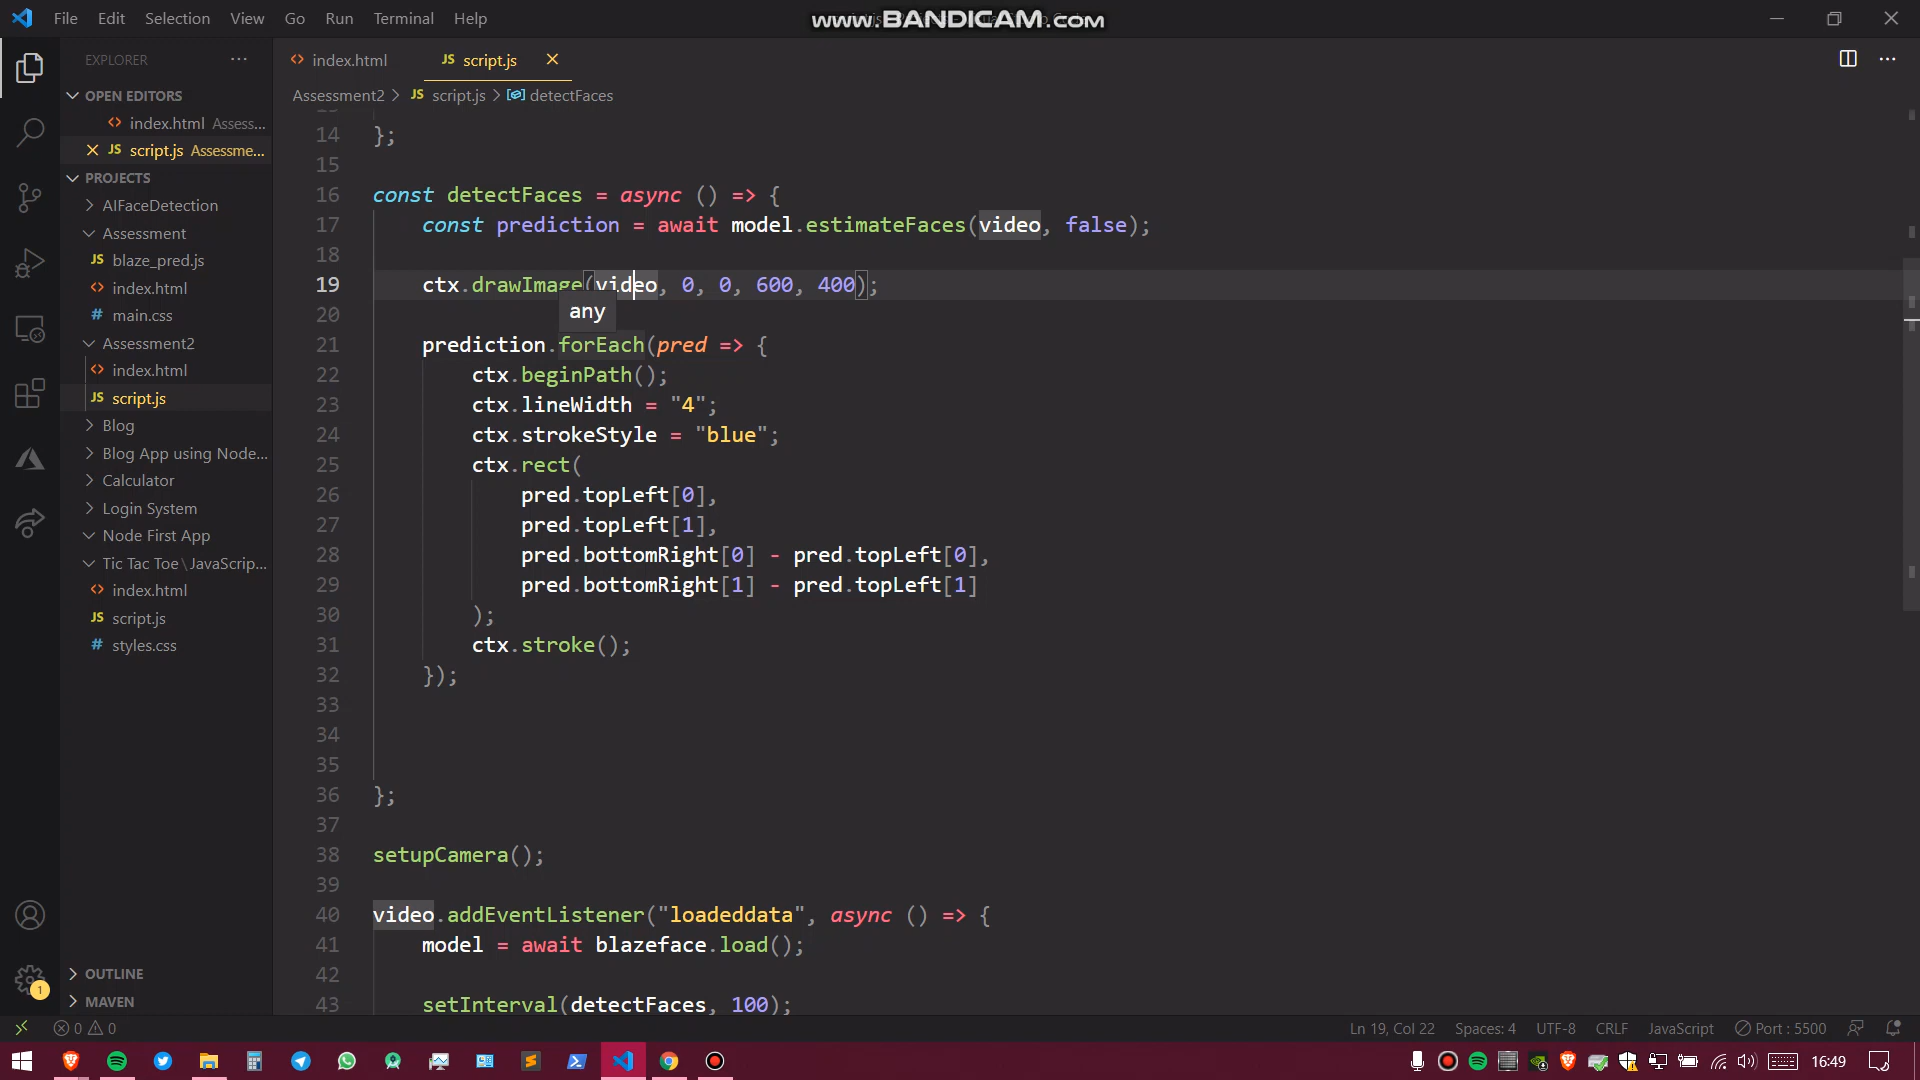 File Edit Selection View Go Run Terminal Help
www.BANDICAM.com
EXPLORER
OPEN EDITORS
index.html Assess...
script.js Assessme...
PROJECTS
AIFaceDetection
Assessment
blaze_pred.js
index.html
main.css
Assessment2
index.html
script.js
Blog
Blog App using Node...
Calculator
Login System
Node First App
Tic Tac Toe\JavaScrip...
index.html
script.js
styles.css
OUTLINE
MAVEN
index.html JS script.js
Assessment2 > JS script.js > detectFaces
14 };
15
16 const detectFaces = async () => {
17 const prediction = await model.estimateFaces(video, false);
18
19 ctx.drawImage(video, 0, 0, 600, 400);
any
20
21 prediction.forEach(pred => {
22 ctx.beginPath();
23 ctx.lineWidth = "4";
24 ctx.strokeStyle = "blue";
25 ctx.rect(
26 pred.topLeft[0],
27 pred.topLeft[1],
28 pred.bottomRight[0] - pred.topLeft[0],
29 pred.bottomRight[1] - pred.topLeft[1]
30 );
31 ctx.stroke();
32 });
33
34
35
36 };
37
38 setupCamera();
39
40 video.addEventListener("loadeddata", async () => {
41 model = await blazeface.load();
42
43 setInterval(detectFaces, 100);
0 0 Ln 19, Col 22 Spaces: 4 UTF-8 CRLF JavaScript Port : 5500
16:49